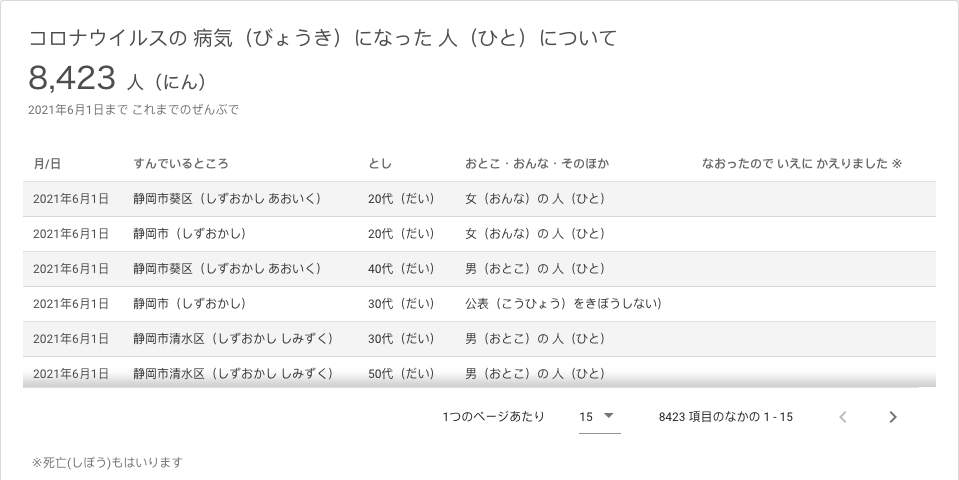 コロナウイルスの 病気（びょうき）になった 人（ひと）について
8,423 人（にん）
2021年6月1日まで これまでのぜんぶで
月/日 すんでいるところ とし おとこ・おんな・そのほか なおったので いえに かえりました ※
2021年6月1日 静岡市葵区（しずおかし あおいく） 20代（だい） 女（おんな）の 人（ひと）
2021年6月1日 静岡市（しずおかし） 20代（だい） 女（おんな）の 人（ひと）
2021年6月1日 静岡市葵区（しずおかし あおいく） 40代（だい） 男（おとこ）の 人（ひと）
2021年6月1日 静岡市（しずおかし） 30代（だい） 公表（こうひょう）をきぼうしない）
2021年6月1日 静岡市清水区（しずおかし しみずく） 30代（だい） 男（おとこ）の 人（ひと）
2021年6月1日 静岡市清水区（しずおかし しみずく） 50代（だい） 男（おとこ）の 人（ひと）
1つのページあたり 15 8423 項目のなかの 1 - 15
※死亡(しぼう)もはいります